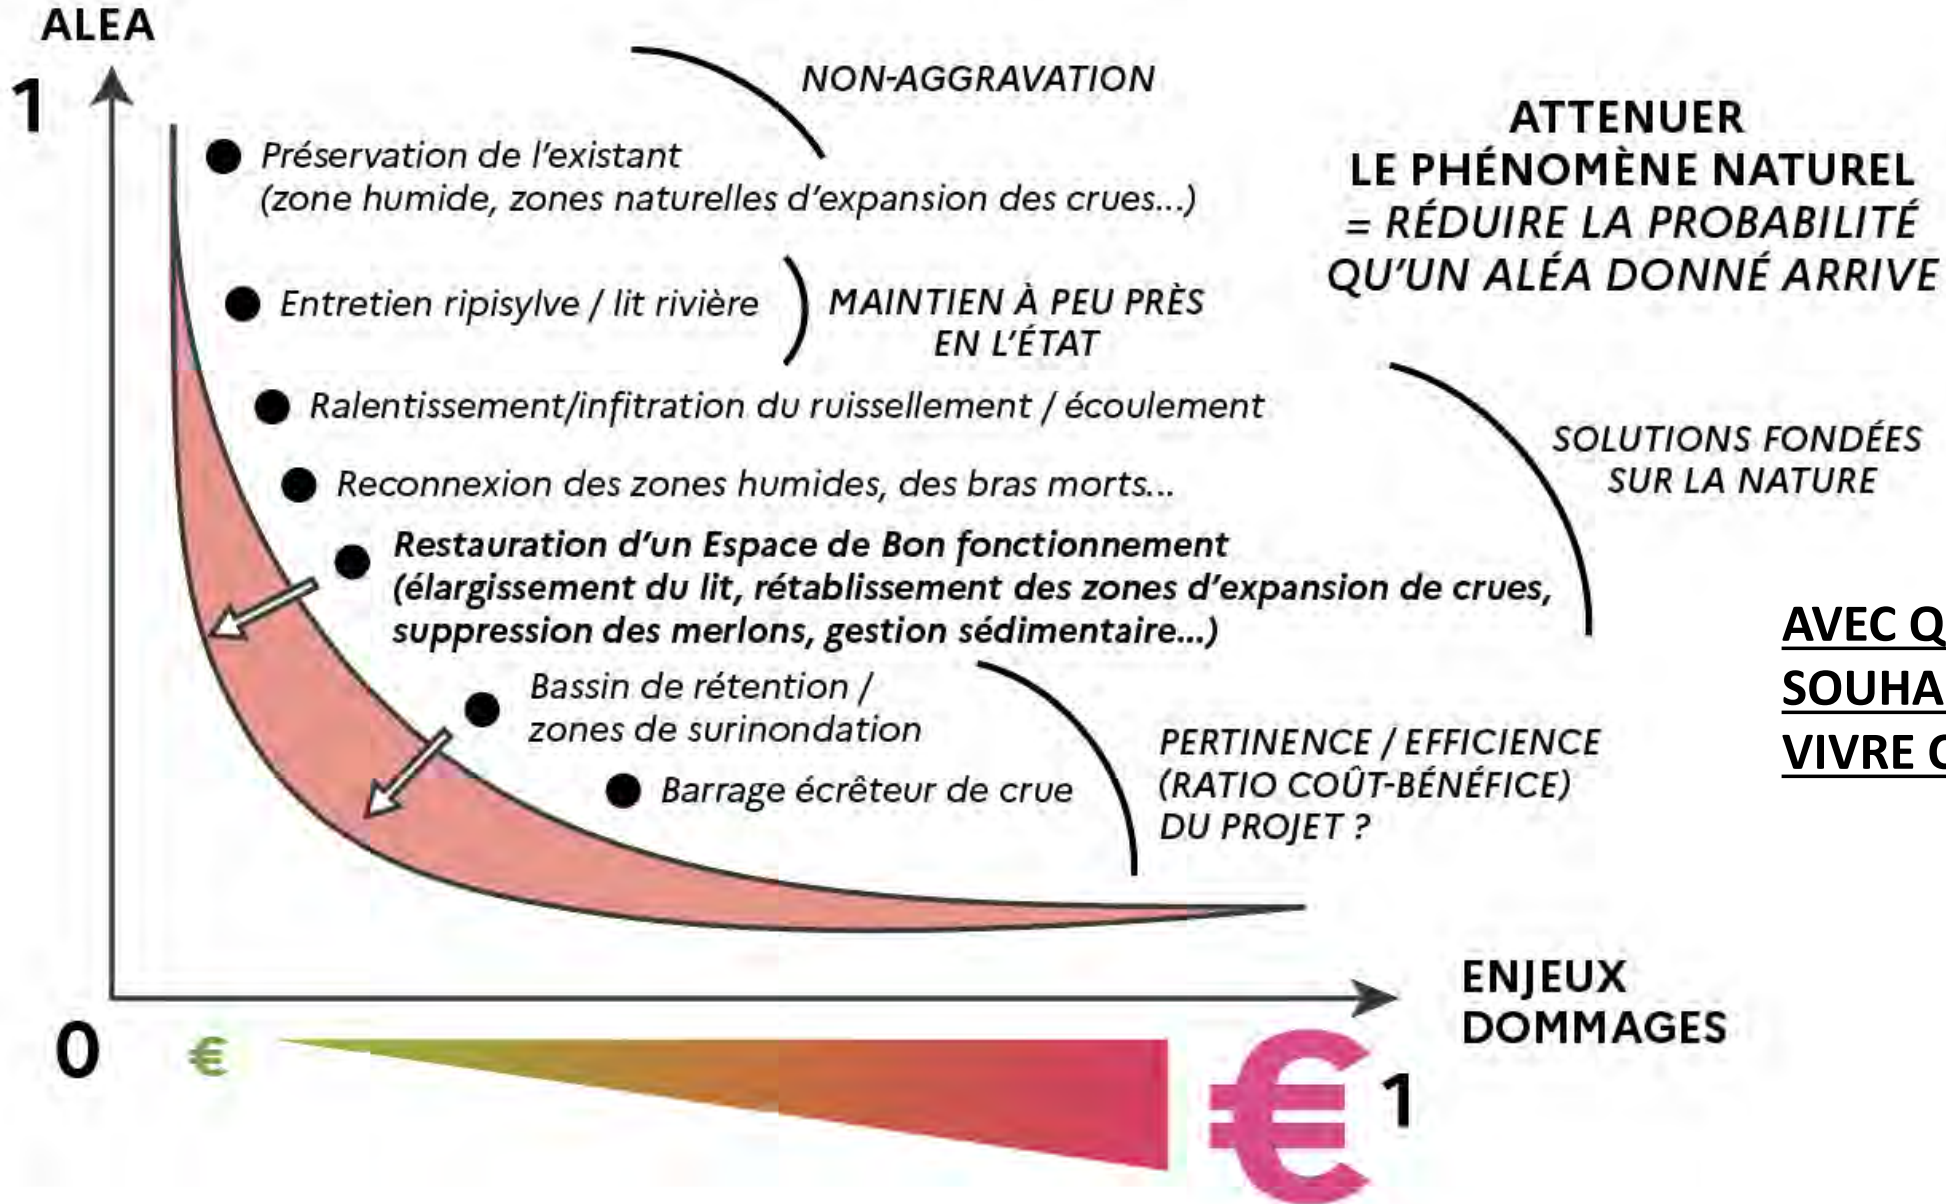 ALEA
1
NON-AGGRAVATION
Préservation de l'existant
(zone humide, zones naturelles d'expansion des crues...)
ATTENUER
LE PHÉNOMÈNE NATUREL
= RÉDUIRE LA PROBABILITÉ
QU'UN ALÉA DONNÉ ARRIVE
Entretien ripisylve / lit rivière
MAINTIEN À PEU PRÈS
EN L'ÉTAT
Ralentissement/infitration du ruissellement / écoulement
SOLUTIONS FONDÉES
SUR LA NATURE
Reconnexion des zones humides, des bras morts...
Restauration d'un Espace de Bon fonctionnement
(élargissement du lit, rétablissement des zones d'expansion de crues,
suppression des merlons, gestion sédimentaire...)
AVEC
SOUHA
VIVRE
Bassin de rétention /
zones de surinondation
Barrage écrêteur de crue
PERTINENCE / EFFICIENCE
(RATIO COÛT-BÉNÉFICE)
DU PROJET ?
ENJEUX
DOMMAGES
0
€
€
1